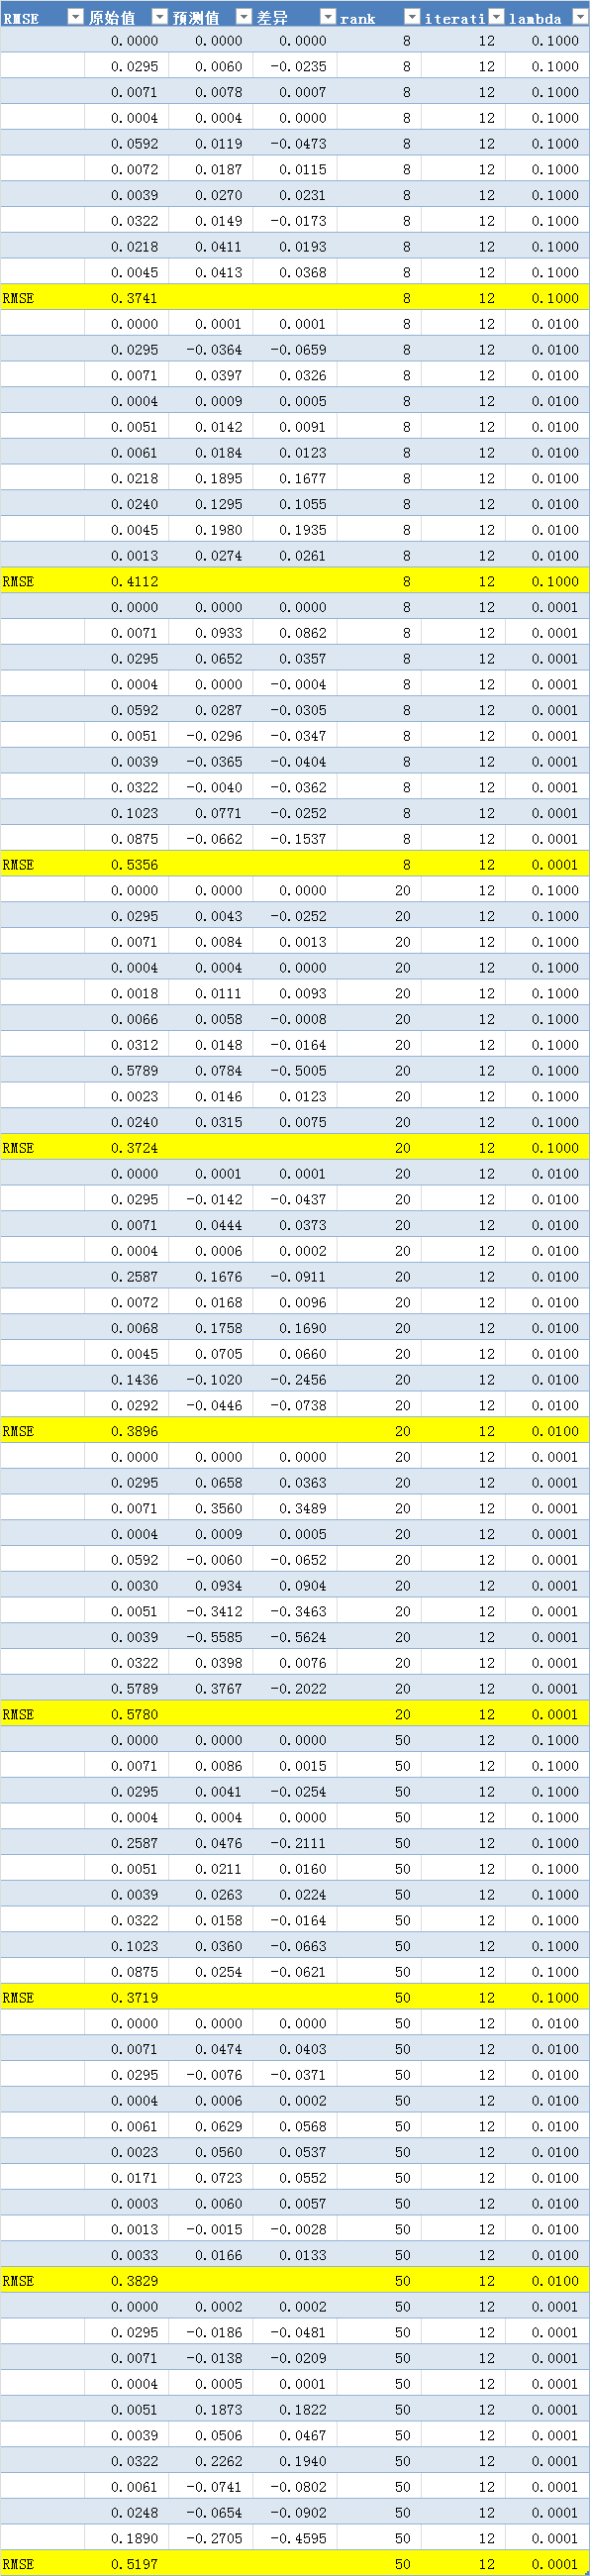 RMSE 原始值 预测值 差异 rank iterati lambda
0.0000 0.0000 0.0000 8 12 0.1000
0.0295 0.0060 -0.0235 8 12 0.1000
0.0071 0.0078 0.0007 8 12 0.1000
0.0004 0.0004 0.0000 8 12 0.1000
0.0592 0.0119 -0.0473 8 12 0.1000
0.0072 0.0187 0.0115 8 12 0.1000
0.0039 0.0270 0.0231 8 12 0.1000
0.0322 0.0149 -0.0173 8 12 0.1000
0.0218 0.0411 0.0193 8 12 0.1000
0.0045 0.0413 0.0368 8 12 0.1000
RMSE 0.3741 8 12 0.1000
0.0000 0.0001 0.0001 8 12 0.0100
0.0295 -0.0364 -0.0659 8 12 0.0100
0.0071 0.0397 0.0326 8 12 0.0100
0.0004 0.0009 0.0005 8 12 0.0100
0.0051 0.0142 0.0091 8 12 0.0100
0.0061 0.0184 0.0123 8 12 0.0100
0.0218 0.1895 0.1677 8 12 0.0100
0.0240 0.1295 0.1055 8 12 0.0100
0.0045 0.1980 0.1935 8 12 0.0100
0.0013 0.0274 0.0261 8 12 0.0100
RMSE 0.4112 8 12 0.1000
0.0000 0.0000 0.0000 8 12 0.0001
0.0071 0.0933 0.0862 8 12 0.0001
0.0295 0.0652 0.0357 8 12 0.0001
0.0004 0.0000 -0.0004 8 12 0.0001
0.0592 0.0287 -0.0305 8 12 0.0001
0.0051 -0.0296 -0.0347 8 12 0.0001
0.0039 -0.0365 -0.0404 8 12 0.0001
0.0322 -0.0040 -0.0362 8 12 0.0001
0.1023 0.0771 -0.0252 8 12 0.0001
0.0875 -0.0662 -0.1537 8 12 0.0001
RMSE 0.5356 8 12 0.0001
0.0000 0.0000 0.0000 20 12 0.1000
0.0295 0.0043 -0.0252 20 12 0.1000
0.0071 0.0084 0.0013 20 12 0.1000
0.0004 0.0004 0.0000 20 12 0.1000
0.0018 0.0111 0.0093 20 12 0.1000
0.0066 0.0058 -0.0008 20 12 0.1000
0.0312 0.0148 -0.0164 20 12 0.1000
0.5789 0.0784 -0.5005 20 12 0.1000
0.0023 0.0146 0.0123 20 12 0.1000
0.0240 0.0315 0.0075 20 12 0.1000
RMSE 0.3724 20 12 0.1000
0.0000 0.0001 0.0001 20 12 0.0100
0.0295 -0.0142 -0.0437 20 12 0.0100
0.0071 0.0444 0.0373 20 12 0.0100
0.0004 0.0006 0.0002 20 12 0.0100
0.2587 0.1676 -0.0911 20 12 0.0100
0.0072 0.0168 0.0096 20 12 0.0100
0.0068 0.1758 0.1690 20 12 0.0100
0.0045 0.0705 0.0660 20 12 0.0100
0.1436 -0.1020 -0.2456 20 12 0.0100
0.0292 -0.0446 -0.0738 20 12 0.0100
RMSE 0.3896 20 12 0.0100
0.0000 0.0000 0.0000 20 12 0.0001
0.0295 0.0658 0.0363 20 12 0.0001
0.0071 0.3560 0.3489 20 12 0.0001
0.0004 0.0009 0.0005 20 12 0.0001
0.0592 -0.0060 -0.0652 20 12 0.0001
0.0030 0.0934 0.0904 20 12 0.0001
0.0051 -0.3412 -0.3463 20 12 0.0001
0.0039 -0.5585 -0.5624 20 12 0.0001
0.0322 0.0398 0.0076 20 12 0.0001
0.5789 0.3767 -0.2022 20 12 0.0001
RMSE 0.5780 20 12 0.0001
0.0000 0.0000 0.0000 50 12 0.1000
0.0071 0.0086 0.0015 50 12 0.1000
0.0295 0.0041 -0.0254 50 12 0.1000
0.0004 0.0004 0.0000 50 12 0.1000
0.2587 0.0476 -0.2111 50 12 0.1000
0.0051 0.0211 0.0160 50 12 0.1000
0.0039 0.0263 0.0224 50 12 0.1000
0.0322 0.0158 -0.0164 50 12 0.1000
0.1023 0.0360 -0.0663 50 12 0.1000
0.0875 0.0254 -0.0621 50 12 0.1000
RMSE 0.3719 50 12 0.1000
0.0000 0.0000 0.0000 50 12 0.0100
0.0071 0.0474 0.0403 50 12 0.0100
0.0295 -0.0076 -0.0371 50 12 0.0100
0.0004 0.0006 0.0002 50 12 0.0100
0.0061 0.0629 0.0568 50 12 0.0100
0.0023 0.0560 0.0537 50 12 0.0100
0.0171 0.0723 0.0552 50 12 0.0100
0.0003 0.0060 0.0057 50 12 0.0100
0.0013 -0.0015 -0.0028 50 12 0.0100
0.0033 0.0166 0.0133 50 12 0.0100
RMSE 0.3829 50 12 0.0100
0.0000 0.0002 0.0002 50 12 0.0001
0.0295 -0.0186 -0.0481 50 12 0.0001
0.0071 -0.0138 -0.0209 50 12 0.0001
0.0004 0.0005 0.0001 50 12 0.0001
0.0051 0.1873 0.1822 50 12 0.0001
0.0039 0.0506 0.0467 50 12 0.0001
0.0322 0.2262 0.1940 50 12 0.0001
0.0061 -0.0741 -0.0802 50 12 0.0001
0.0248 -0.0654 -0.0902 50 12 0.0001
0.1890 -0.2705 -0.4595 50 12 0.0001
RMSE 0.5197 50 12 0.0001